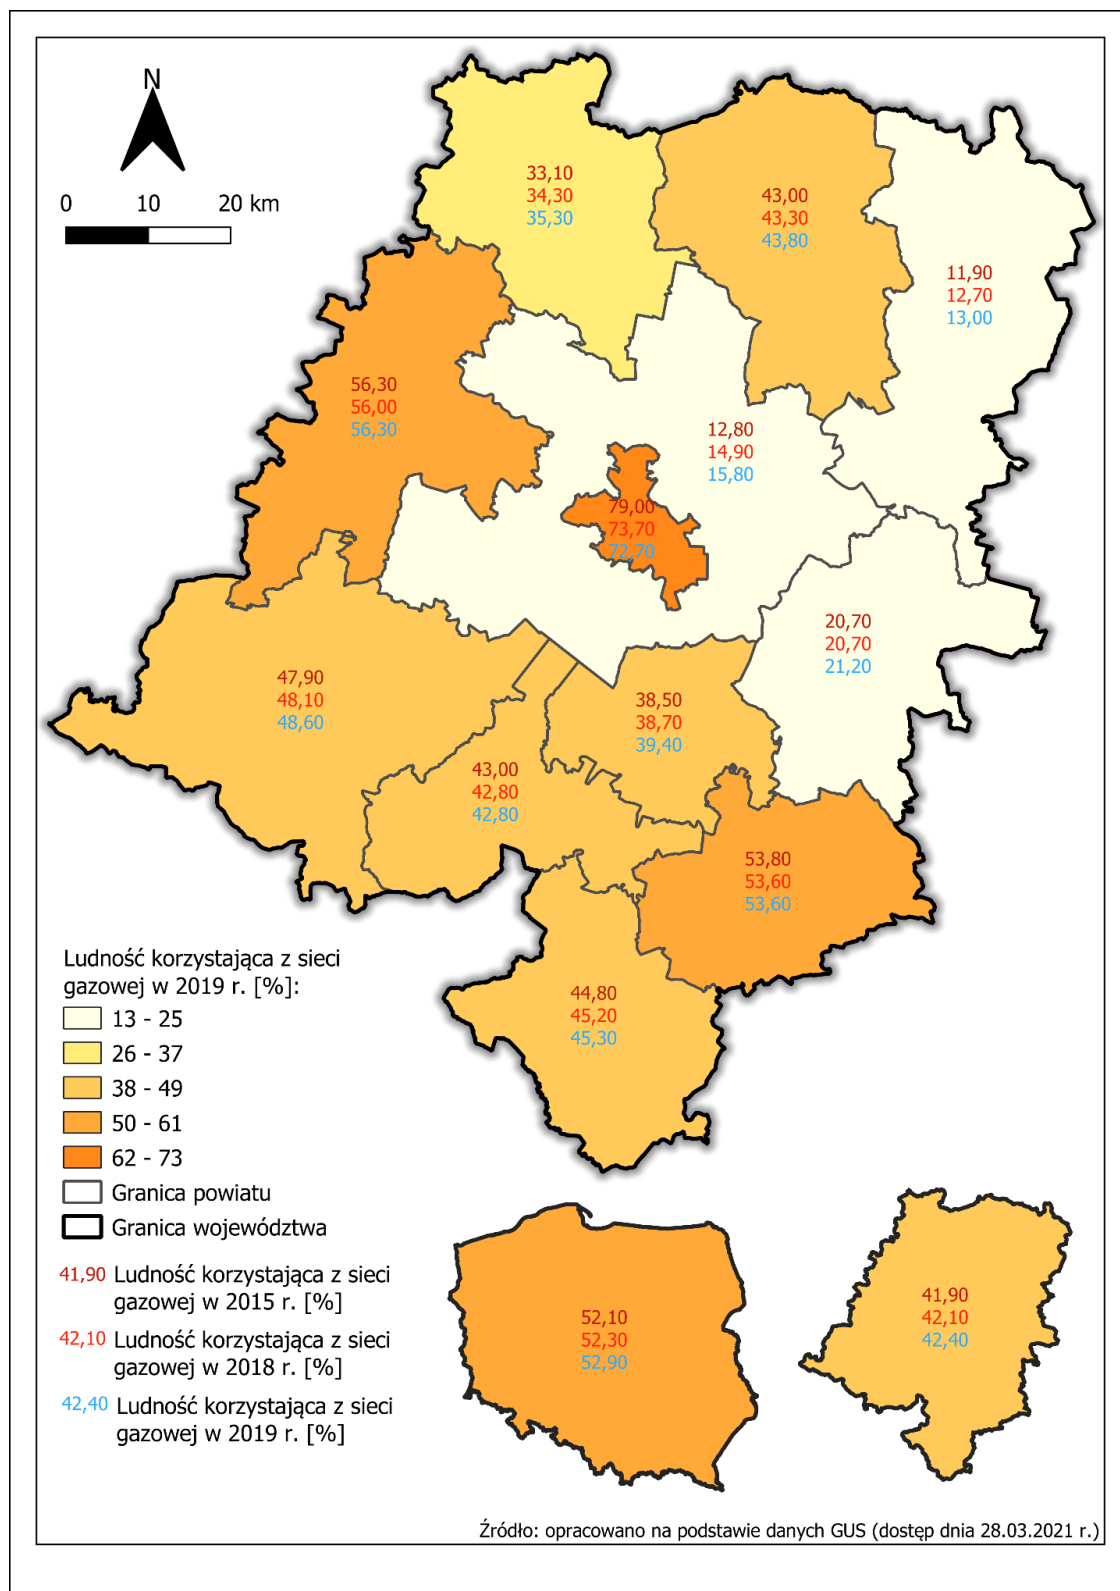 N
0 10 20 km
33,10
34,30
35,30
43,00
43,30
43,80
11,90
12,70
13,00
56,30
56,00
56,30
12,80
14,90
15,80
79,00
73,70
72,70
20,70
20,70
21,20
47,90
48,10
48,60
38,50
38,70
39,40
43,00
42,80
42,80
53,80
53,60
53,60
44,80
45,20
45,30
Ludność korzystająca z sieci
gazowej w 2019 r. [%]:
13 - 25
26 - 37
38 - 49
50 - 61
62 - 73
Granica powiatu
Granica województwa
41,90 Ludność korzystająca z sieci
gazowej w 2015 r. [%]
42,10 Ludność korzystająca z sieci
gazowej w 2018 r. [%]
42,40 Ludność korzystająca z sieci
gazowej w 2019 r. [%]
52,10
52,30
52,90
41,90
42,10
42,40
Źródło: opracowano na podstawie danych GUS (dostęp dnia 28.03.2021 r.)